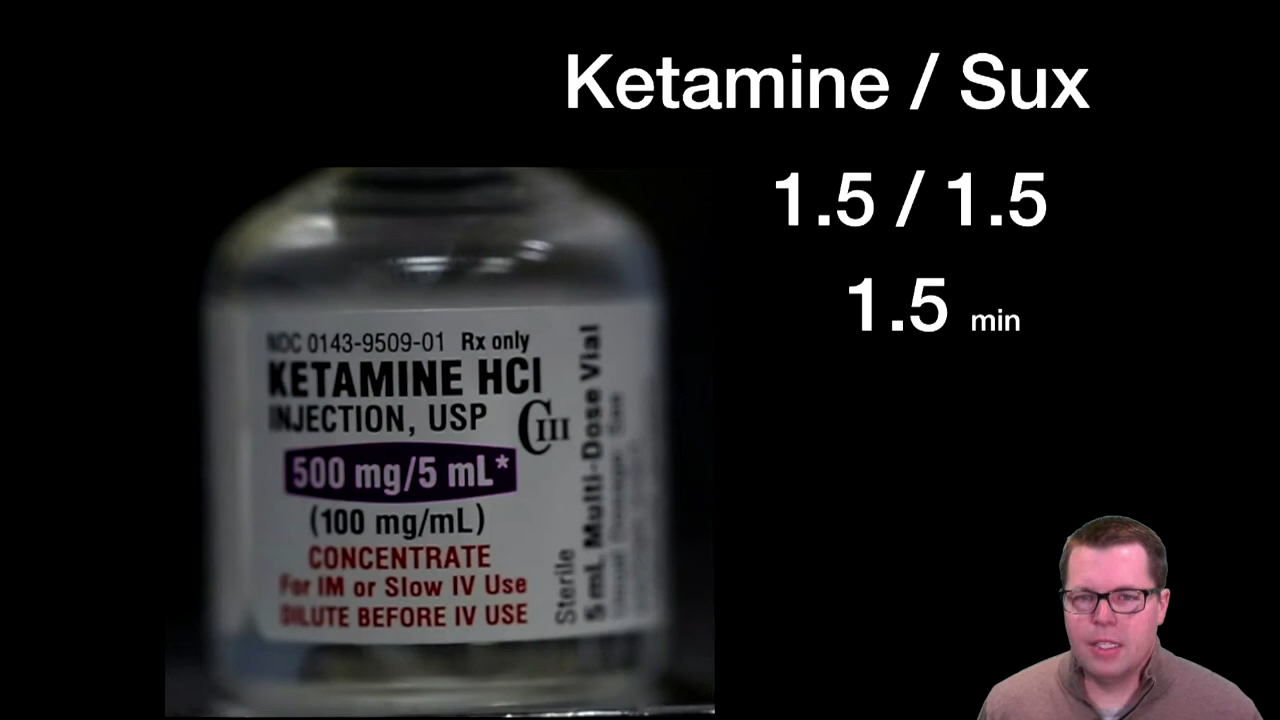 Ketamine / Sux
1.5 / 1.5
1.5 min
NDC 0143-9509-01 Rx only
KETAMINE HCl
INJECTION, USP
CIII
500 mg/5 mL*
(100 mg/mL)
CONCENTRATE
For IM or Slow IV Use
DILUTE BEFORE IV USE
Sterile
5 mL Multi-Dose Vial